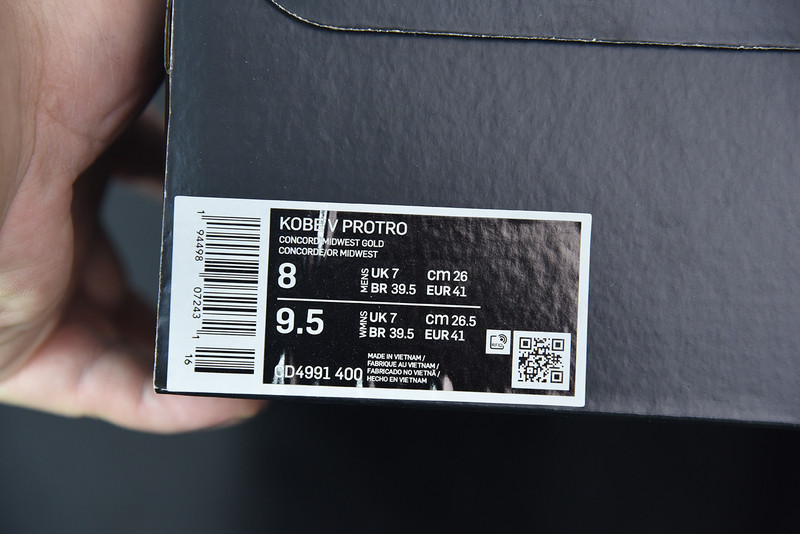 KOBE V PROTRO
CONCORD/MIDWEST GOLD
CONCORDE/OR MIDWEST
8
MENS
UK 7 cm 26
BR 39.5 EUR 41
9.5
WMNS
UK 7 cm 26.5
BR 39.5 EUR 41
CD4991 400
MADE IN VIETNAM /
FABRIQUE AU VIETNAM /
FABRICADO NO VIETNÃ /
HECHO EN VIETNAM
1 94498 07243 1 16